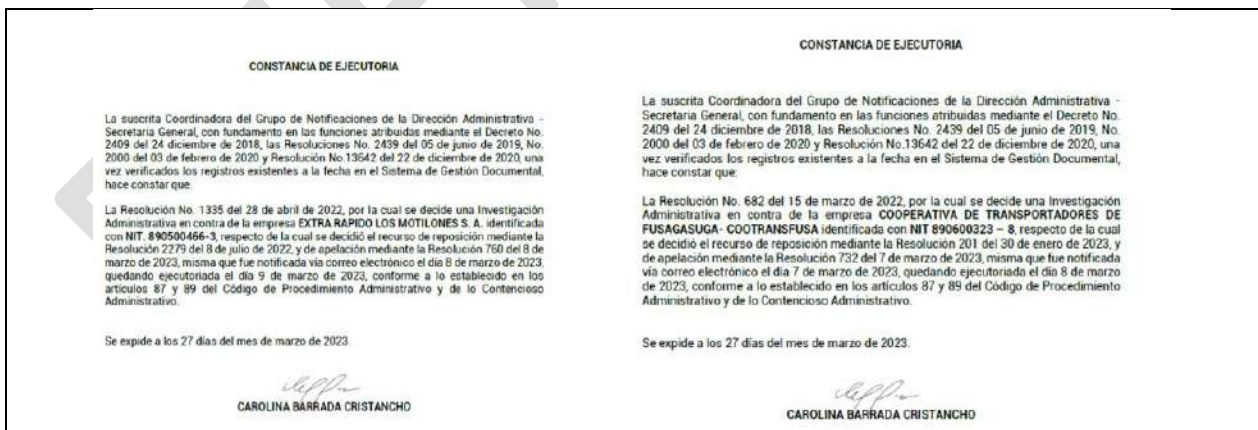 CONSTANCIA DE EJECUTORIA
La suscrita Coordinadora del Grupo de Notificaciones de la Dirección Administrativa -
Secretaria General, con fundamento en las funciones atribuidas mediante el Decreto No.
2409 del 24 diciembre de 2018, las Resoluciones No. 2439 del 05 de junio de 2019, No.
2000 del 03 de febrero de 2020 y Resolución No.13642 del 22 de diciembre de 2020, una
vez verificados los registros existentes a la fecha en el Sistema de Gestión Documental,
hace constar que:
La Resolución No. 1335 del 28 de abril de 2022, por la cual se decide una Investigación
Administrativa en contra de la empresa EXTRA RAPIDO LOS MOTILONES S. A. identificada
con NIT. 890500466-3, respecto de la cual se decidió el recurso de reposición mediante la
Resolución 2279 del 8 de julio de 2022, y de apelación mediante la Resolución 760 del 8 de
marzo de 2023, misma que fue notificada vía correo electrónico el día 8 de marzo de 2023,
quedando ejecutoriada el día 9 de marzo de 2023, conforme a lo establecido en los
artículos 87 y 89 del Código de Procedimiento Administrativo y de lo Contencioso
Administrativo.
Se expide a los 27 días del mes de marzo de 2023.
CAROLINA BARRADA CRISTANCHO
CONSTANCIA DE EJECUTORIA
La suscrita Coordinadora del Grupo de Notificaciones de la Dirección Administrativa -
Secretaria General, con fundamento en las funciones atribuidas mediante el Decreto No.
2409 del 24 diciembre de 2018, las Resoluciones No. 2439 del 05 de junio de 2019, No.
2000 del 03 de febrero de 2020 y Resolución No.13642 del 22 de diciembre de 2020, una
vez verificados los registros existentes a la fecha en el Sistema de Gestión Documental,
hace constar que:
La Resolución No. 682 del 15 de marzo de 2022, por la cual se decide una Investigación
Administrativa en contra de la empresa COOPERATIVA DE TRANSPORTADORES DE
FUSAGASUGA- COOTRANSFUSA identificada con NIT 890600323 – 8, respecto de la cual
se decidió el recurso de reposición mediante la Resolución 201 del 30 de enero de 2023, y
de apelación mediante la Resolución 732 del 7 de marzo de 2023, misma que fue notificada
vía correo electrónico el día 7 de marzo de 2023, quedando ejecutoriada el día 8 de marzo
de 2023, conforme a lo establecido en los artículos 87 y 89 del Código de Procedimiento
Administrativo y de lo Contencioso Administrativo.
Se expide a los 27 días del mes de marzo de 2023.
CAROLINA BARRADA CRISTANCHO